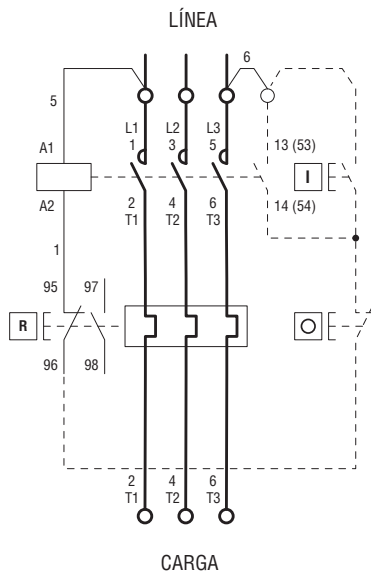 LÍNEA
6
5
L1 L2 L3
1 3 5
13 (53)
A1
I
A2
2 4 6
T1 T2 T3
14 (54)
1
95 97
R
O
96 98
2 4 6
T1 T2 T3
CARGA